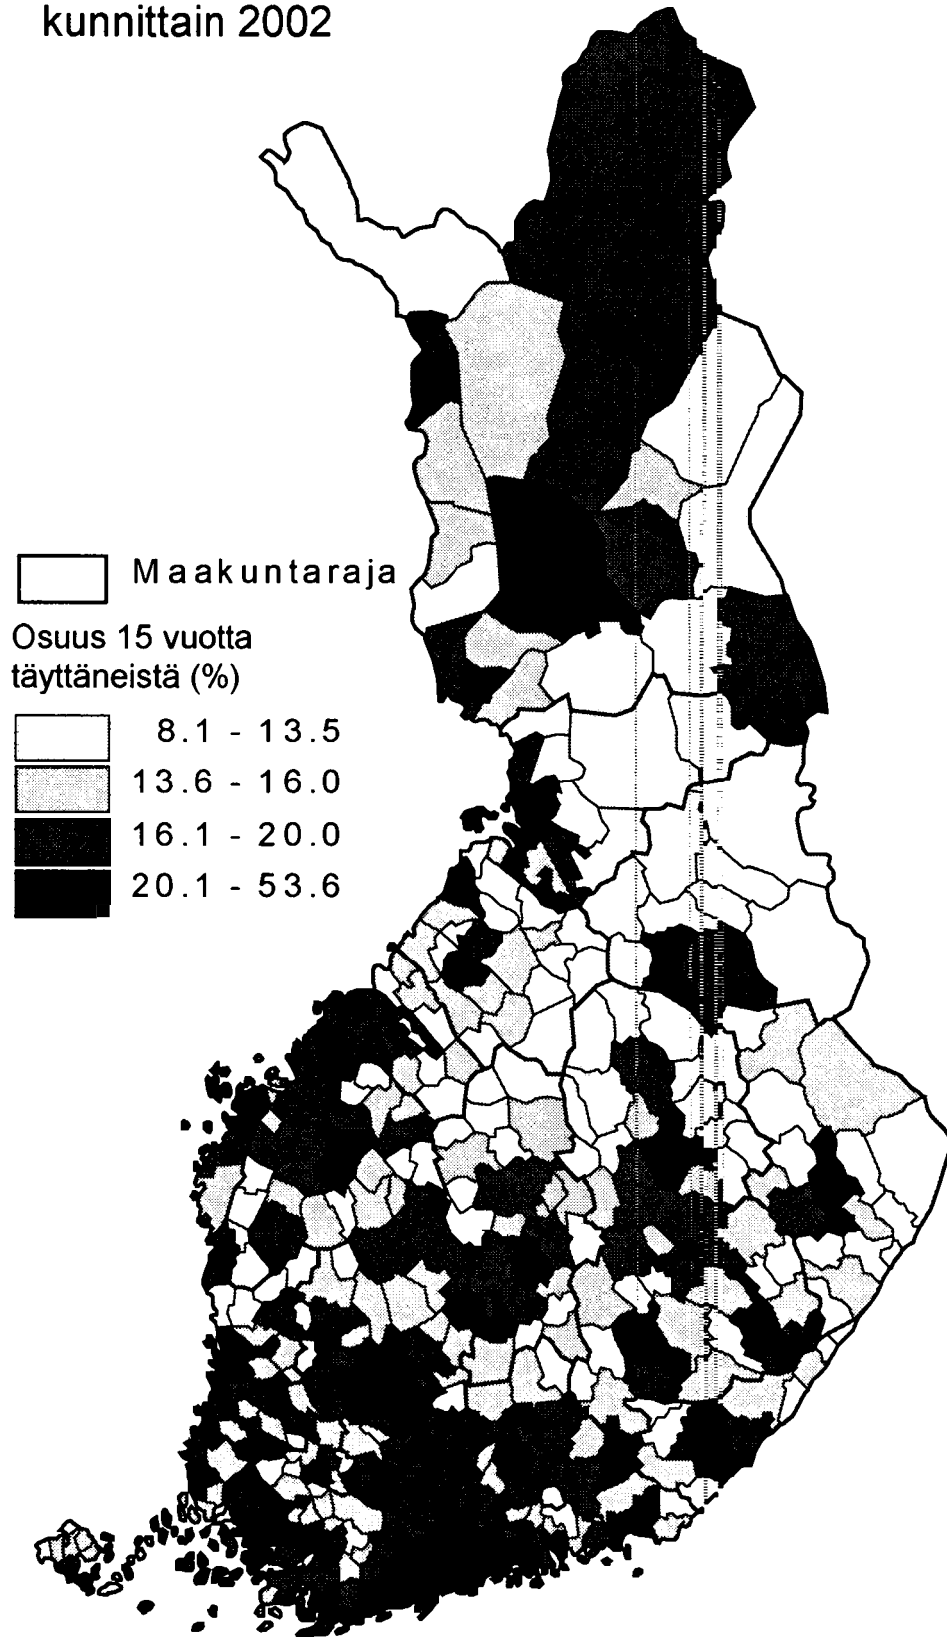 kunnittain 2002
Maakuntaraja
Osuus 15 vuotta
täyttäneistä (%)
8.1 - 13.5
13.6 - 16.0
16.1 - 20.0
20.1 - 53.6